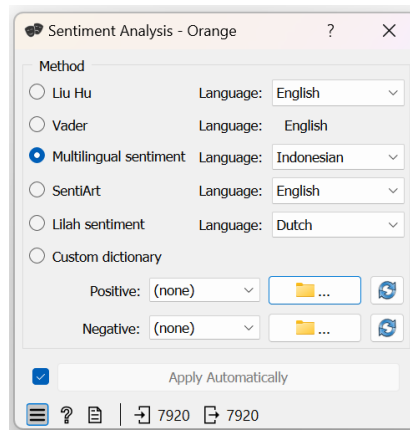 Sentiment Analysis - Orange ?
Method
Liu Hu Language: English
Vader Language: English
Multilingual sentiment Language: Indonesian
SentiArt Language: English
Lilah sentiment Language: Dutch
Custom dictionary
Positive: (none) ...
Negative: (none) ...
Apply Automatically
? 7920 7920